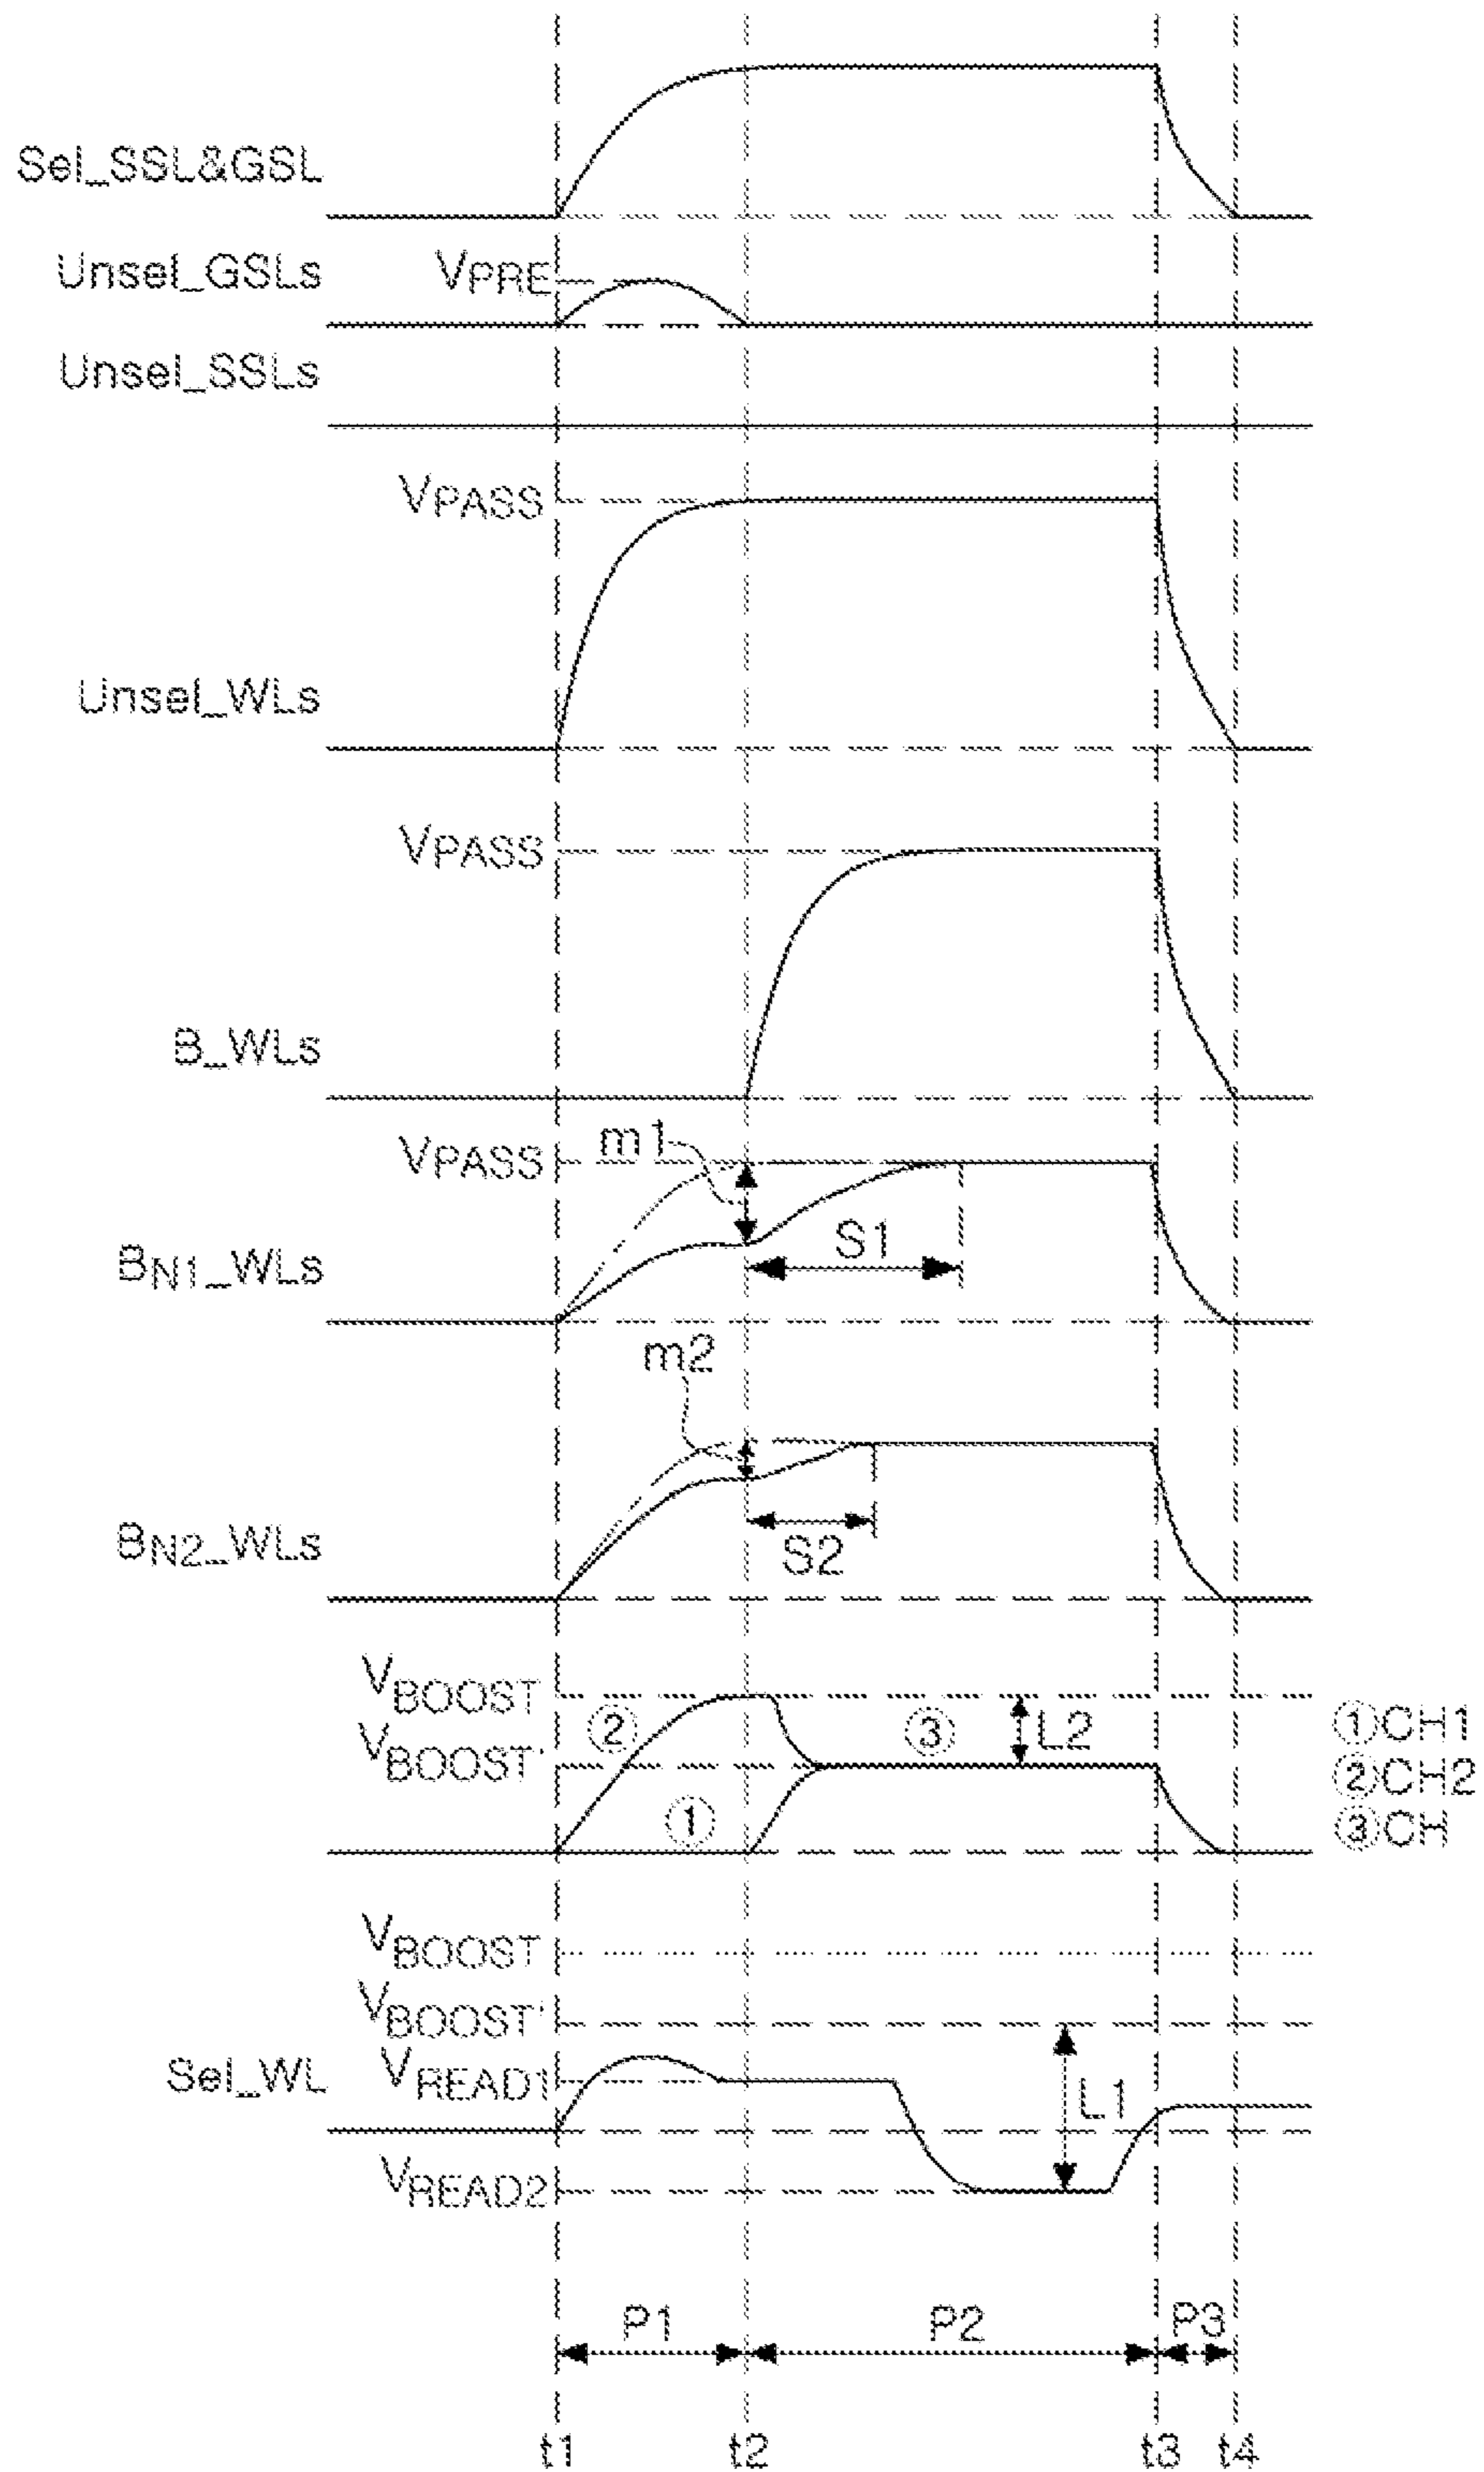 Sel_SSL&GSL
Unsel_GSLs
VPRE
Unsel_SSLs
VPASS
Unsel_WLs
VPASS
B_WLs
VPASS
m1
S1
BN1_WLs
m2
S2
BN2_WLs
VBOOST
VBOOST'
②
③
L2
①
①CH1
②CH2
③CH
VBOOST
VBOOST'
Sel_WL
VREAD1
L1
VREAD2
P1
P2
P3
t1
t2
t3
t4